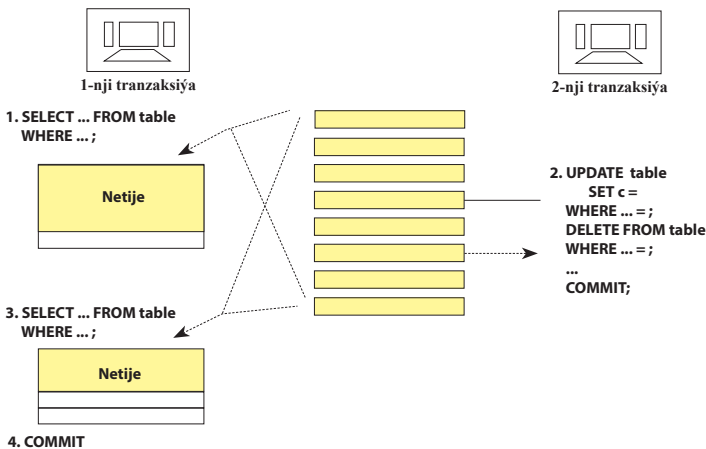 1-nji tranzaksiýa
2-nji tranzaksiýa
1. SELECT ... FROM table
WHERE ... ;
Netije
2. UPDATE table
SET c =
WHERE ... = ;
DELETE FROM table
WHERE ... = ;
...
COMMIT;
3. SELECT ... FROM table
WHERE ... ;
Netije
4. COMMIT